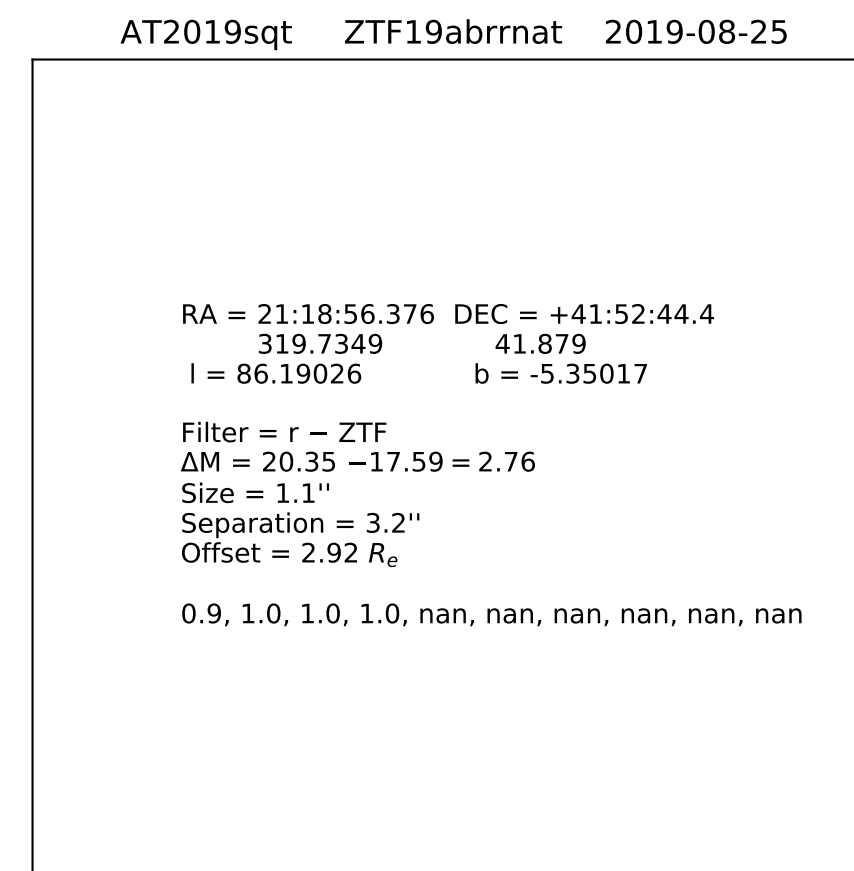 AT2019sqt ZTF19abrrnat 2019-08-25
RA = 21:18:56.376 DEC = +41:52:44.4
319.7349 41.879
l = 86.19026 b = -5.35017
Filter = r − ZTF
ΔM = 20.35 −17.59 = 2.76
Size = 1.1''
Separation = 3.2''
Offset = 2.92 Rₑ
0.9, 1.0, 1.0, 1.0, nan, nan, nan, nan, nan, nan